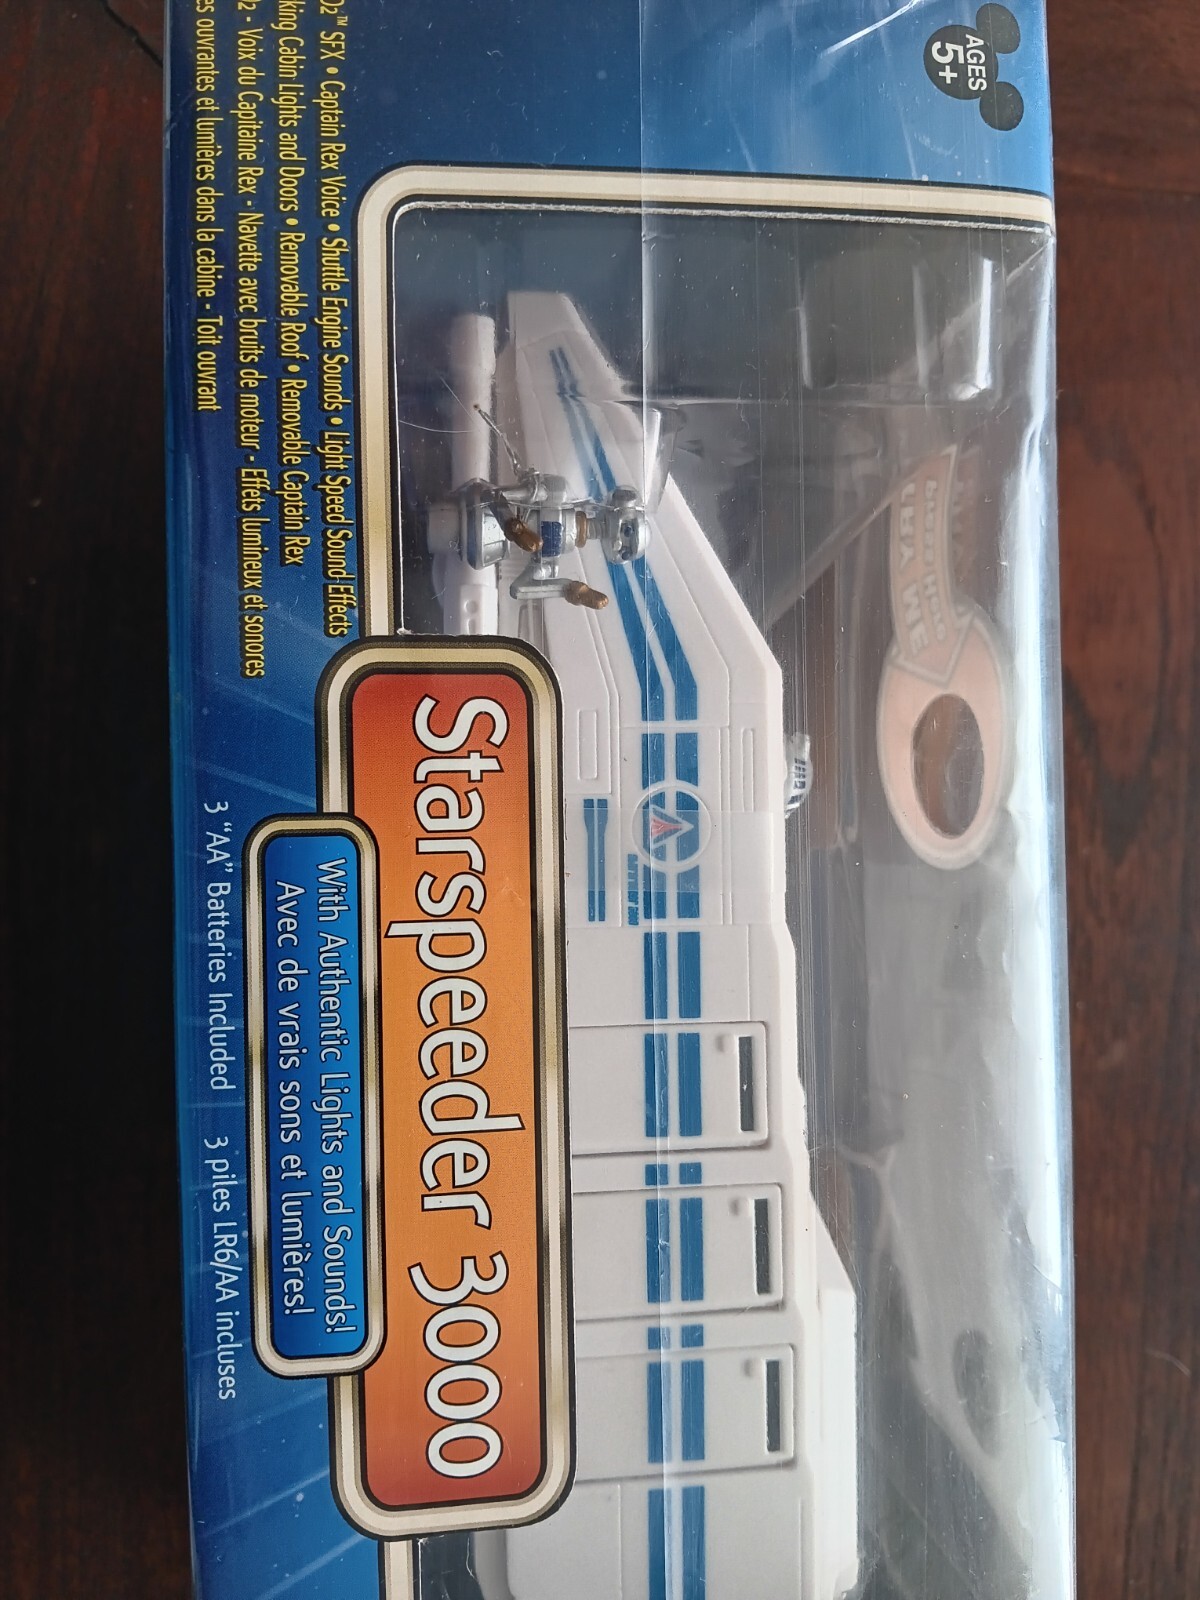 AGES
5+
D2™ SFX • Captain Rex Voice • Shuttle Engine Sounds • Light Speed Sound Effects
king Cabin Lights and Doors • Removable Roof • Removable Captain Rex
D2 - Voix du Capitaine Rex - Navette avec bruits de moteur - Effets lumineux et sonores
es ouvrantes et lumières dans la cabine - Toit ouvrant
Starspeeder 3000
With Authentic Lights and Sounds!
Avec de vrais sons et lumières!
3 "AA" Batteries Included 3 piles LR6/AA incluses